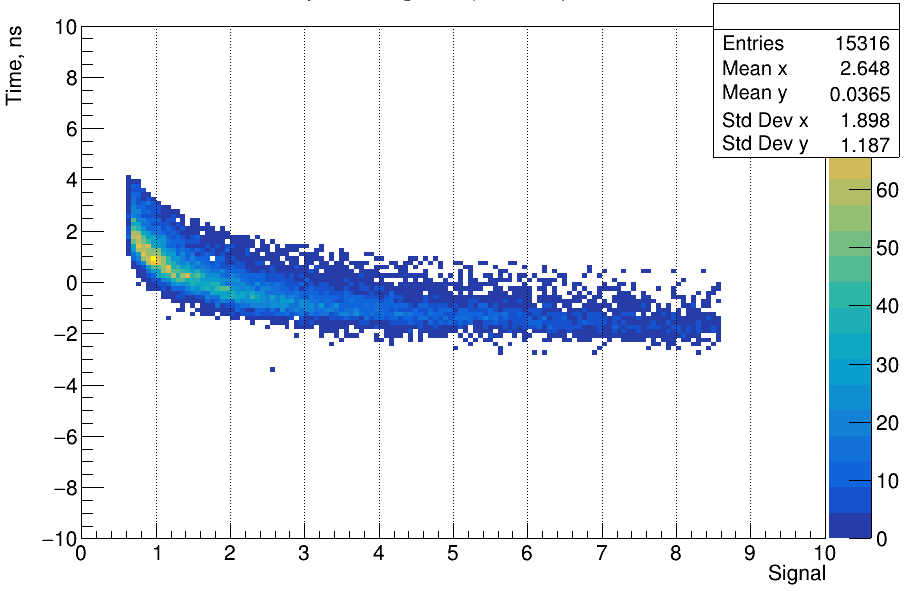 Time, ns
10
8
6
4
2
0
−2
−4
−6
−8
−10
0 1 2 3 4 5 6 7 8 9 10
Signal
Entries 15316
Mean x 2.648
Mean y 0.0365
Std Dev x 1.898
Std Dev y 1.187
60
50
40
30
20
10
0